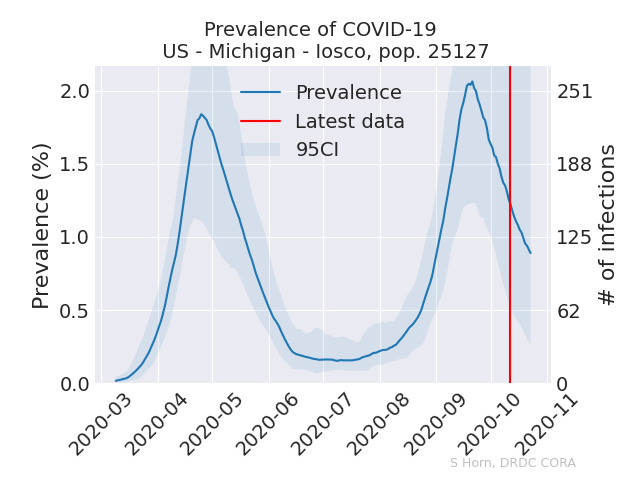 Prevalence of COVID-19
US - Michigan - Iosco, pop. 25127
Prevalence
Latest data
95CI
Prevalence (%)
2.0
1.5
1.0
0.5
0.0
# of infections
251
188
125
62
0
2020-03
2020-04
2020-05
2020-06
2020-07
2020-08
2020-09
2020-10
2020-11
S Horn, DRDC CORA